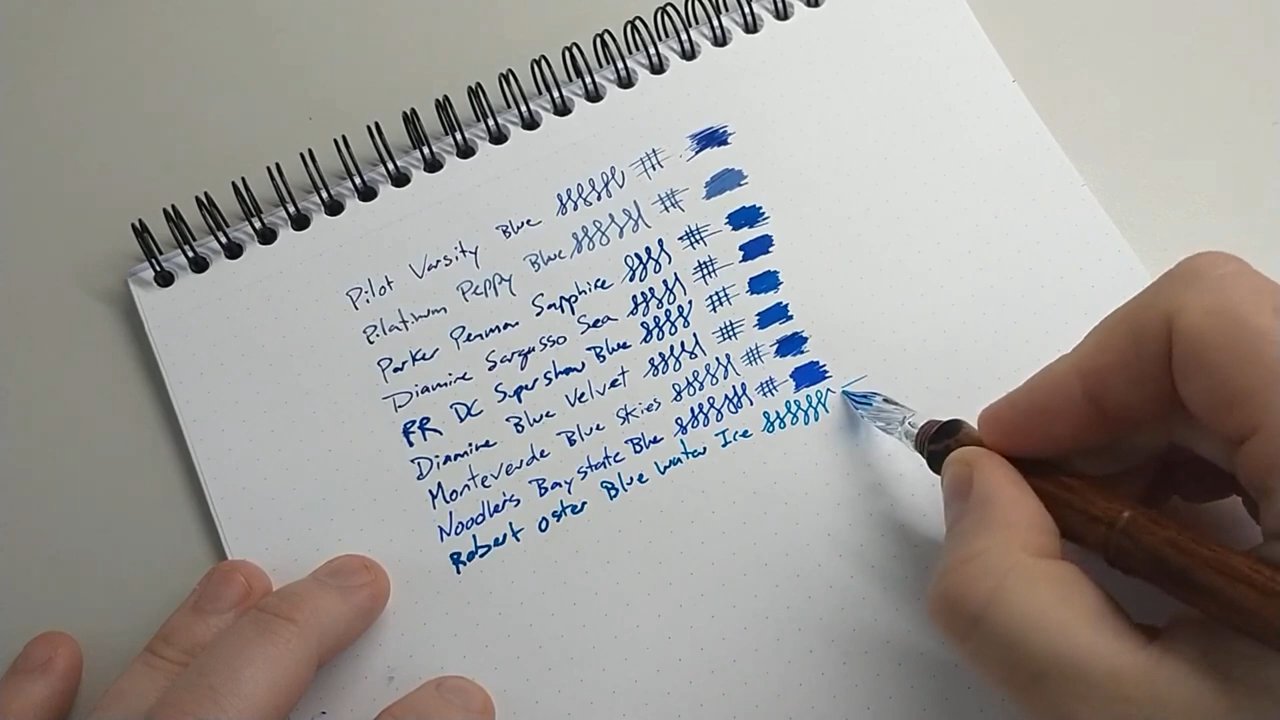 Pilot Varsity Blue
Platinum Peppy Blue
Parker Penman Sapphire
Diamine Sargasso Sea
FR DC Supershow Blue
Diamine Blue Velvet
Monteverde Blue Skies
Noodler's Baystate Blue
Robert Oster Blue water Ice